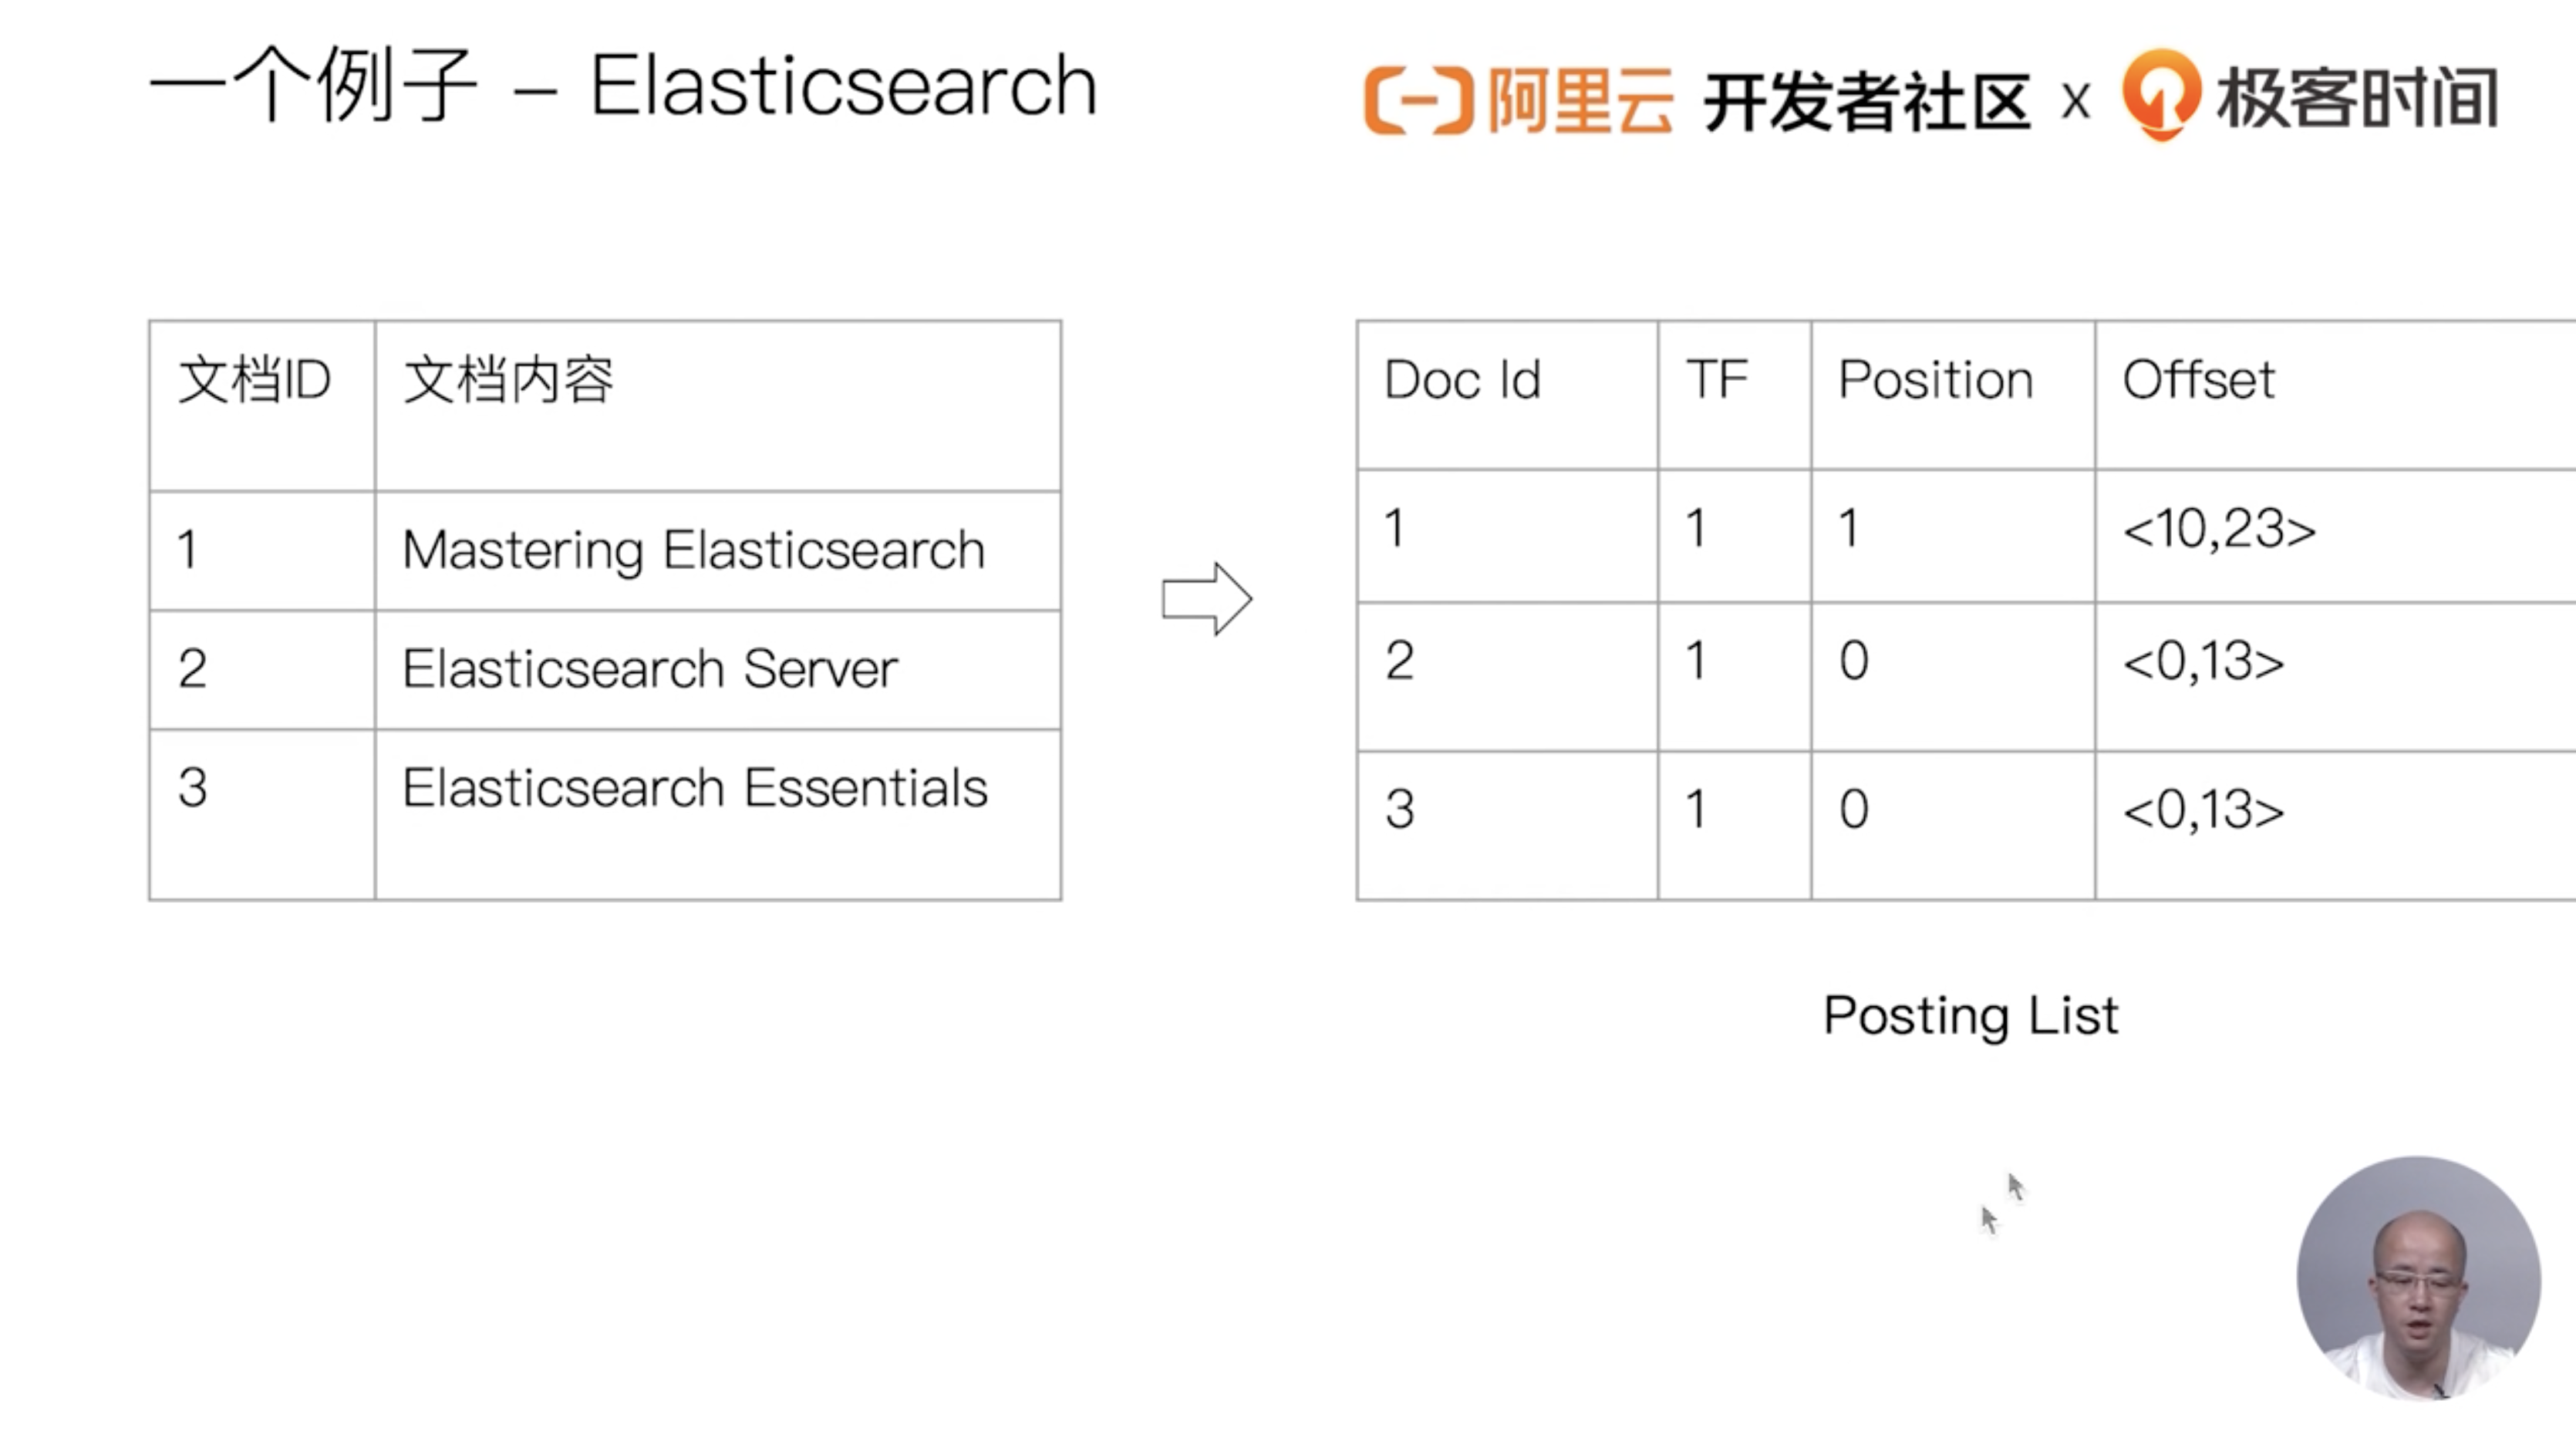 一个例子 – Elasticsearch
阿里云 开发者社区 x 极客时间
文档ID 文档内容
1 Mastering Elasticsearch
2 Elasticsearch Server
3 Elasticsearch Essentials
Doc Id TF Position Offset
1 1 1 <10,23>
2 1 0 <0,13>
3 1 0 <0,13>
Posting List